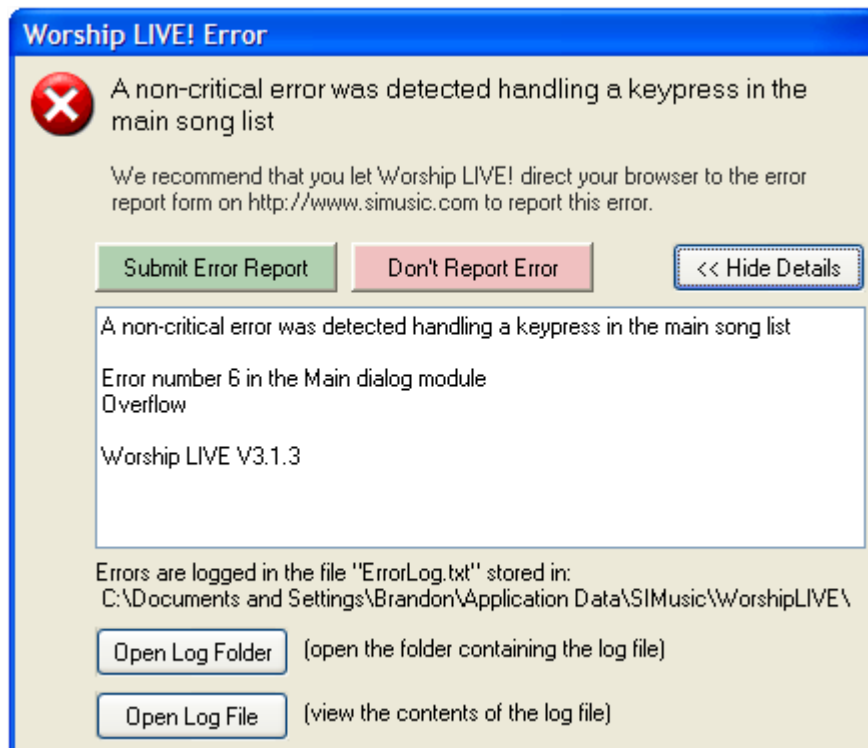 Worship LIVE! Error
A non-critical error was detected handling a keypress in the
main song list
We recommend that you let Worship LIVE! direct your browser to the error
report form on http://www.simusic.com to report this error.
Submit Error Report
Don't Report Error
<< Hide Details
A non-critical error was detected handling a keypress in the main song list
Error number 6 in the Main dialog module
Overflow
Worship LIVE V3.1.3
Errors are logged in the file "ErrorLog.txt" stored in:
C:\Documents and Settings\Brandon\Application Data\SIMusic\WorshipLIVE\
Open Log Folder (open the folder containing the log file)
Open Log File (view the contents of the log file)